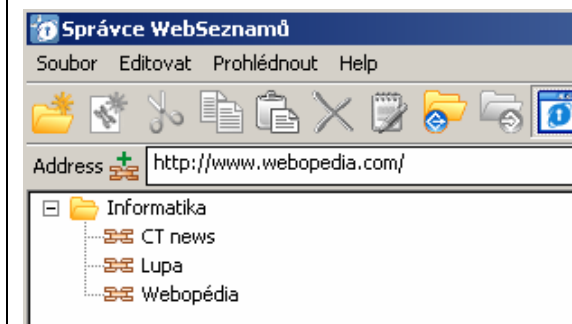 Správce WebSeznamů
Soubor Editovat Prohlédnout Help
Address http://www.webopedia.com/
Informatika
CT news
Lupa
Webopédia